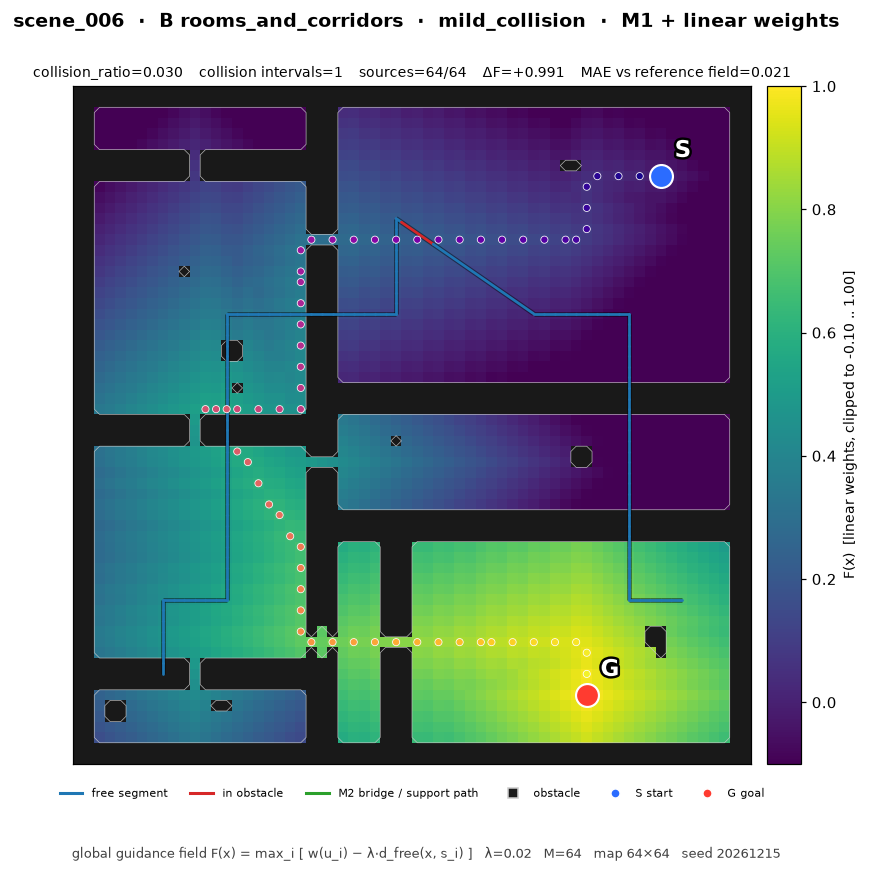 scene_006 · B rooms_and_corridors · mild_collision · M1 + linear weights
collision_ratio=0.030 collision intervals=1 sources=64/64 ΔF=+0.991 MAE vs reference field=0.021
S
G
1.0
0.8
0.6
0.4
0.2
0.0
F(x) [linear weights, clipped to -0.10 .. 1.00]
free segment
in obstacle
M2 bridge / support path
obstacle
S start
G goal
global guidance field F(x) = max_i [ w(u_i) − λ·d_free(x, s_i) ] λ=0.02 M=64 map 64×64 seed 20261215